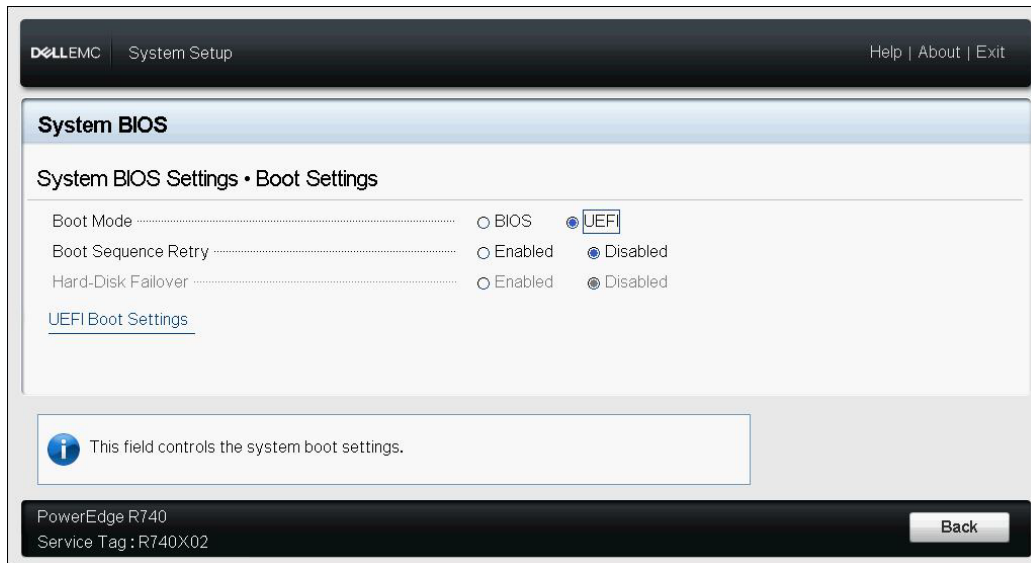 DELLEMC System Setup Help | About | Exit
System BIOS
System BIOS Settings • Boot Settings
Boot Mode BIOS UEFI
Boot Sequence Retry Enabled Disabled
Hard-Disk Failover Enabled Disabled
UEFI Boot Settings
This field controls the system boot settings.
PowerEdge R740
Service Tag : R740X02
Back